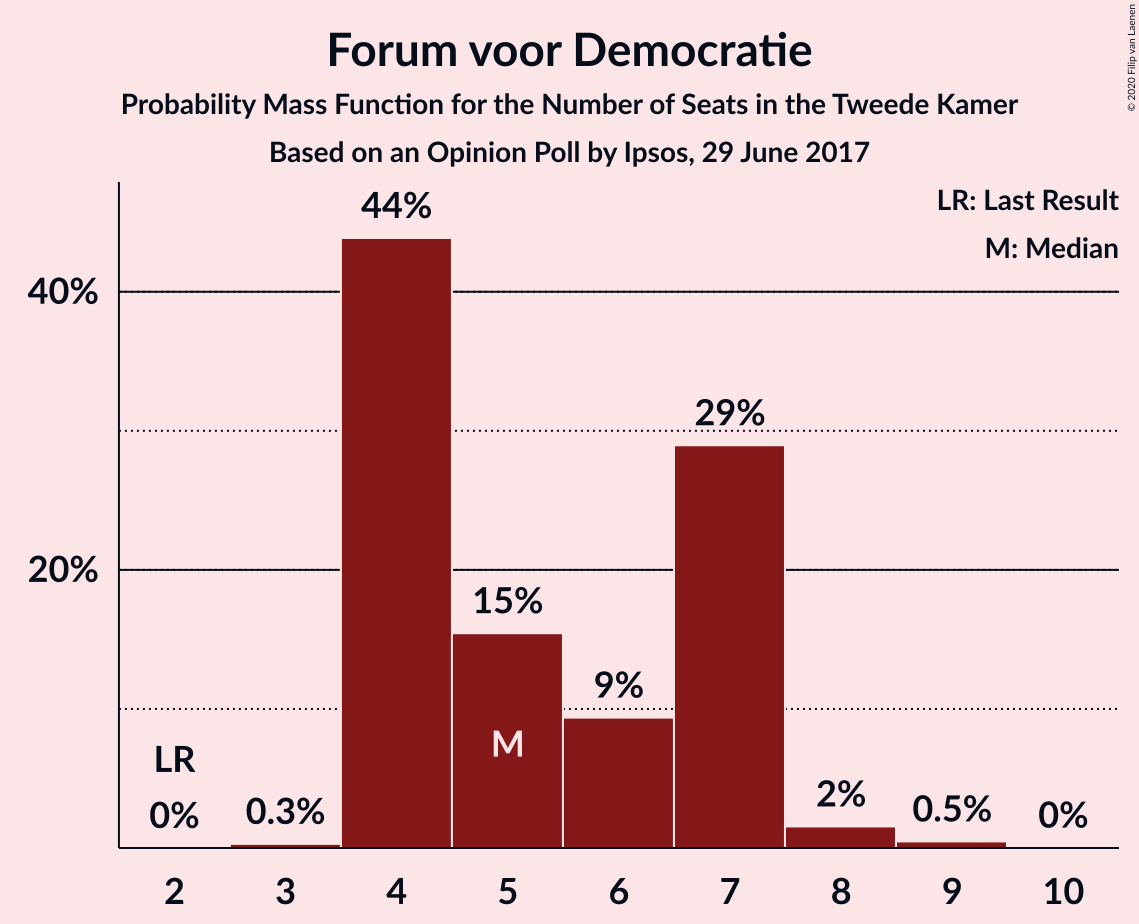 Forum voor Democratie
Probability Mass Function for the Number of Seats in the Tweede Kamer
Based on an Opinion Poll by Ipsos, 29 June 2017
© 2020 Filip van Laenen
LR: Last Result
M: Median
44%
40%
29%
20%
15%
9%
M
LR
0%
0.3%
2%
0.5%
0%
2 3 4 5 6 7 8 9 10